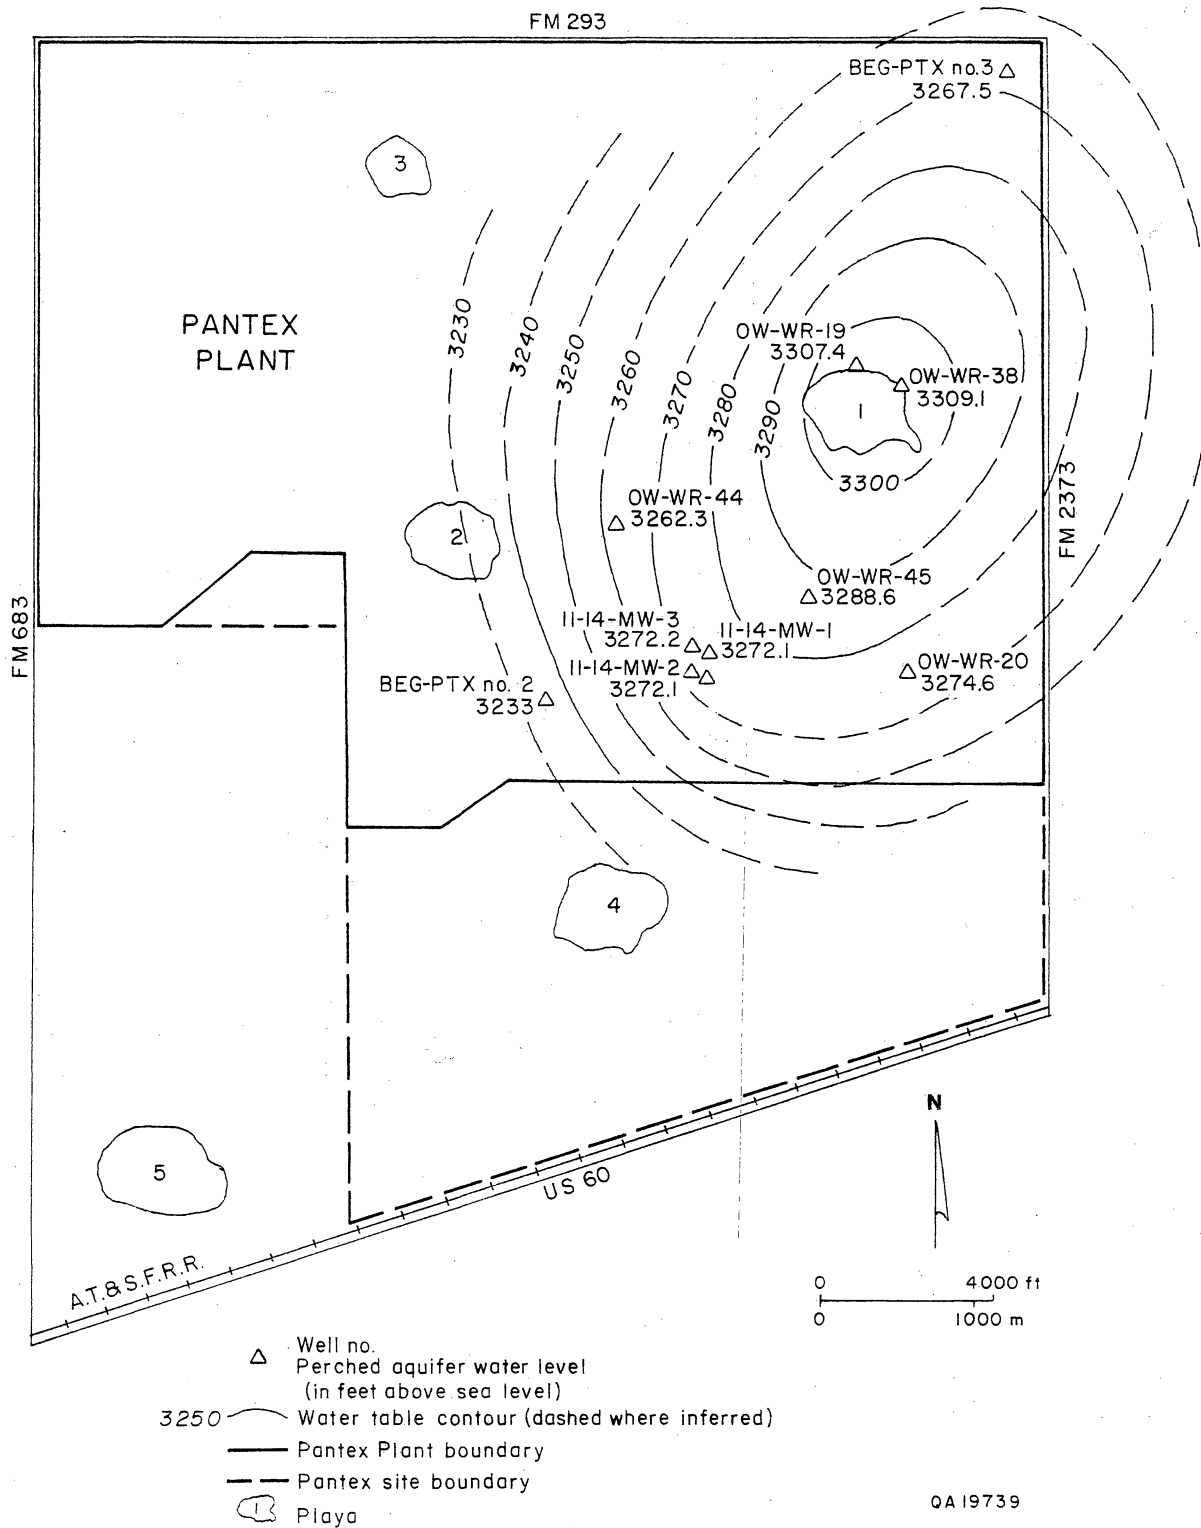 FM 293
BEG-PTX no.3
3267.5
3
PANTEX
PLANT
3230
3240
3250
3260
3270
3280
3290
3300
OW-WR-19
3307.4
OW-WR-38
3309.1
1
OW-WR-44
3262.3
2
FM 2373
FM 683
OW-WR-45
3288.6
11-14-MW-3
3272.2
11-14-MW-1
3272.1
11-14-MW-2
3272.1
OW-WR-20
3274.6
BEG-PTX no. 2
3233
4
5
US 60
A.T.&S.F.R.R.
N
0 4000 ft
0 1000 m
Well no.
Perched aquifer water level
(in feet above sea level)
3250 Water table contour (dashed where inferred)
Pantex Plant boundary
Pantex site boundary
1 Playa
QA19739